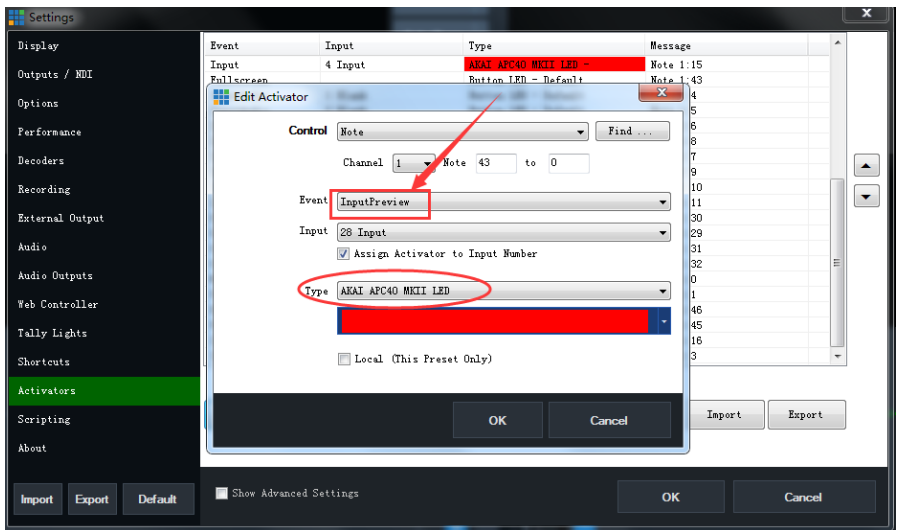 Settings
Display
Outputs / NDI
Options
Performance
Decoders
Recording
External Output
Audio
Audio Outputs
Web Controller
Tally Lights
Shortcuts
Activators
Scripting
About
Import Export Default
Event Input Type Message
Input 4 Input AKAI APC40 MKII LED - Note 1:15
Fullscreen Button LED - Default Note 1:43
4
5
6
8
7
9
10
11
30
29
31
32
0
1
46
45
16
3
Edit Activator
Control Note Find ...
Channel 1 Note 43 to 0
Event InputPreview
Input 28 Input
Assign Activator to Input Number
Type AKAI APC40 MKII LED
Local (This Preset Only)
OK Cancel
Import Export
Show Advanced Settings
OK Cancel